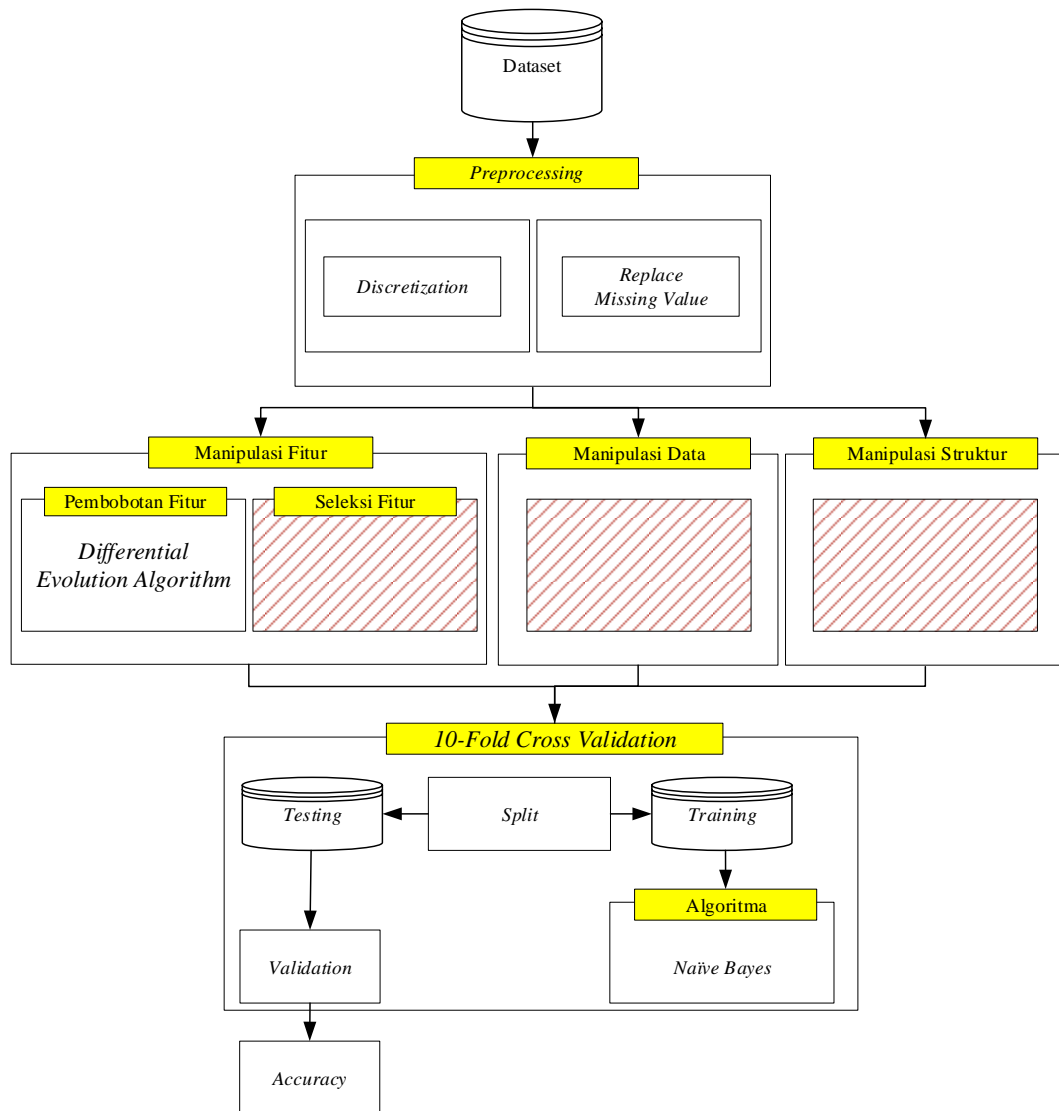 Dataset
Preprocessing
Discretization
Replace
Missing Value
Manipulasi Fitur
Manipulasi Data
Manipulasi Struktur
Pembobotan Fitur
Seleksi Fitur
Differential
Evolution Algorithm
10-Fold Cross Validation
Testing
Split
Training
Algoritma
Validation
Naïve Bayes
Accuracy